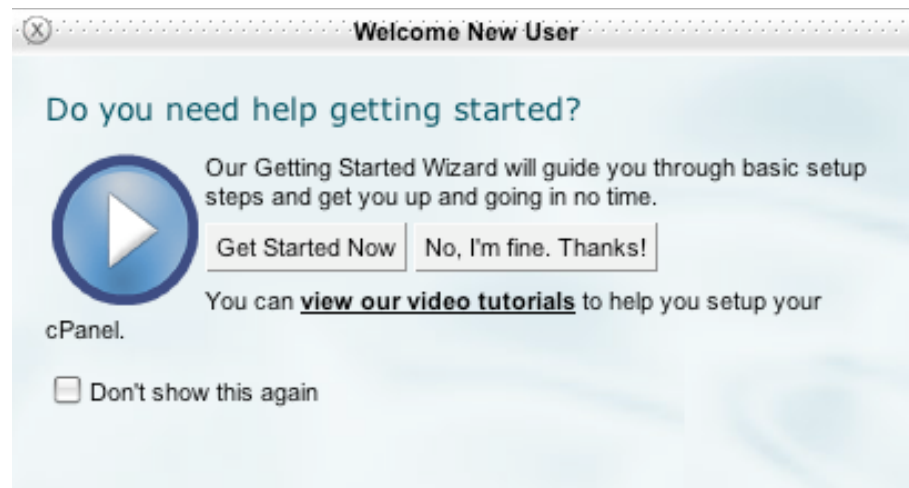 Welcome New User
Do you need help getting started?
Our Getting Started Wizard will guide you through basic setup
steps and get you up and going in no time.
Get Started Now No, I'm fine. Thanks!
You can view our video tutorials to help you setup your
cPanel.
Don't show this again